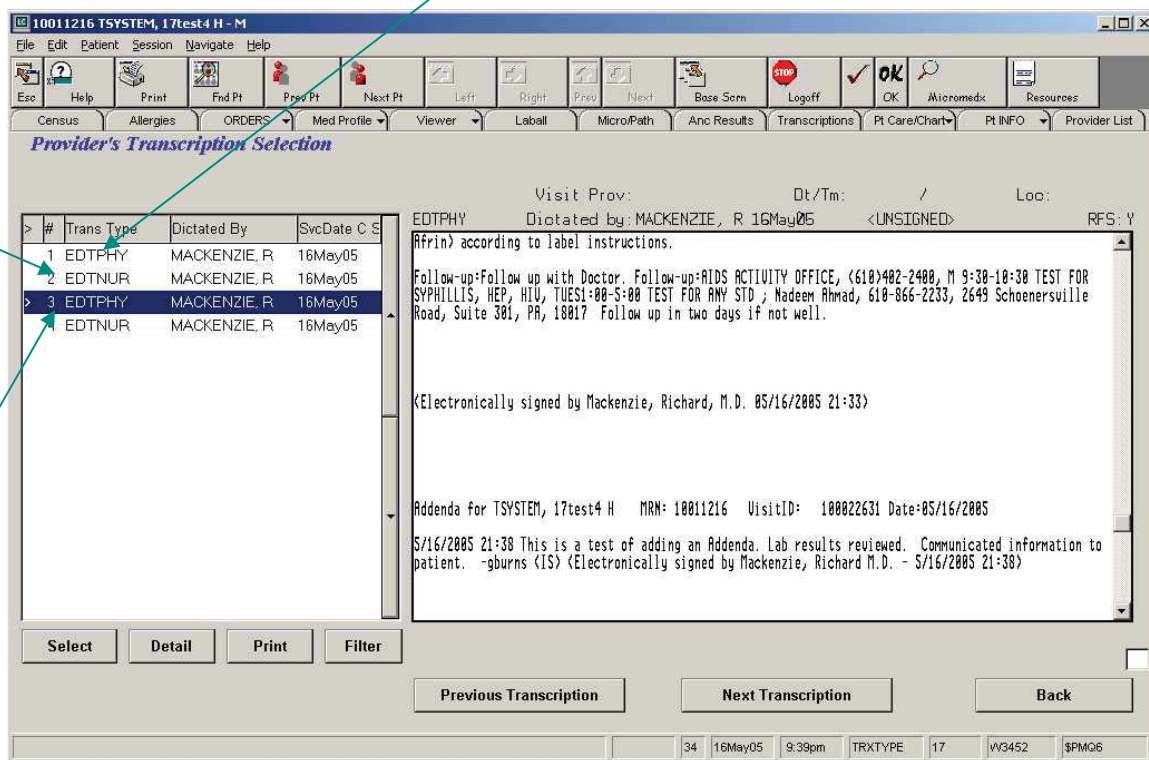 10011216 TSYSTEM, 17test4 H - M
File Edit Patient Session Navigate Help
Esc Help Print Fnd Pt Prev Pt Next Pt Left Right Prev Next Base Scrn Logoff OK Micromedx Resources
STOP OK
Census Allergies ORDERS Med Profile Viewer Laball Micro/Path Anc Results Transcriptions Pt Care/Chart Pt INFO Provider List
Provider's Transcription Selection
Visit Prov: Dt/Tm: / Loc:
EDTPHY Dictated by: MACKENZIE, R 16May05 <UNSIGNED> RFS: Y
> # Trans Type Dictated By SvcDate C S
1 EDTPHY MACKENZIE, R 16May05
2 EDTNUR MACKENZIE, R 16May05
> 3 EDTPHY MACKENZIE, R 16May05
EDTNUR MACKENZIE, R 16May05
Afrin) according to label instructions.
Follow-up:Follow up with Doctor. Follow-up:AIDS ACTIVITY OFFICE, (610)402-2400, M 9:30-10:30 TEST FOR
SYPHILLIS, HEP, HIV, TUES1:00-5:00 TEST FOR ANY STD ; Nadeem Ahmad, 610-866-2233, 2649 Schoenersville
Road, Suite 301, PA, 18017 Follow up in two days if not well.
(Electronically signed by Mackenzie, Richard, M.D. 05/16/2005 21:33)
Addenda for TSYSTEM, 17test4 H MRN: 10011216 VisitID: 100022631 Date:05/16/2005
5/16/2005 21:38 This is a test of adding an Addenda. Lab results reviewed. Communicated information to
patient. -gburns (IS) (Electronically signed by Mackenzie, Richard M.D. - 5/16/2005 21:38)
Select Detail Print Filter
Previous Transcription Next Transcription Back
34 16May05 9:39pm TRXTYPE 17 W3452 $PMQ6